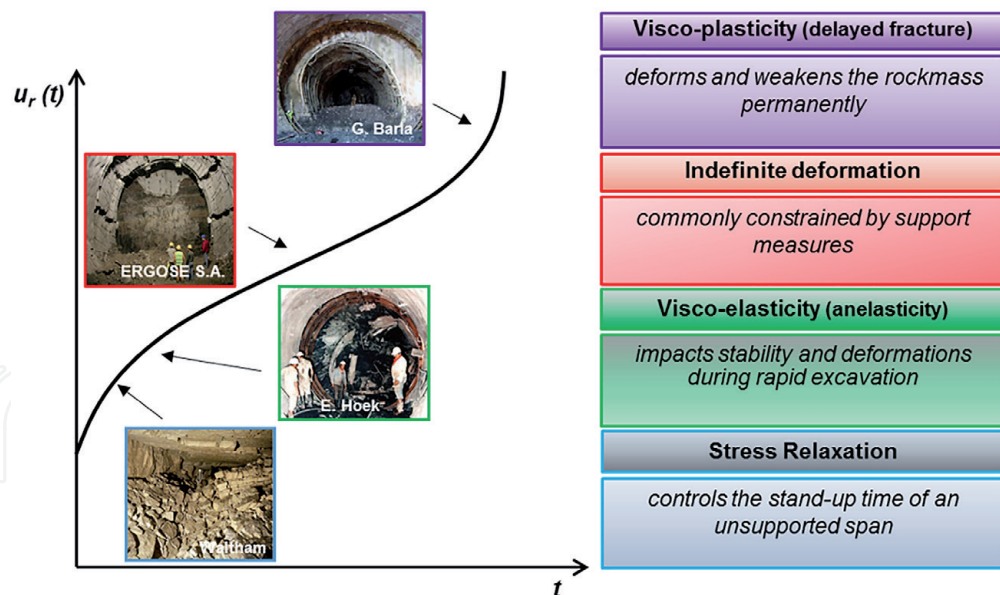 u_r (t)
G. Barla
ERGOSE S.A.
E. Hoek
Waltham
t
Visco-plasticity (delayed fracture)
deforms and weakens the rockmass
permanently
Indefinite deformation
commonly constrained by support
measures
Visco-elasticity (anelasticity)
impacts stability and deformations
during rapid excavation
Stress Relaxation
controls the stand-up time of an
unsupported span